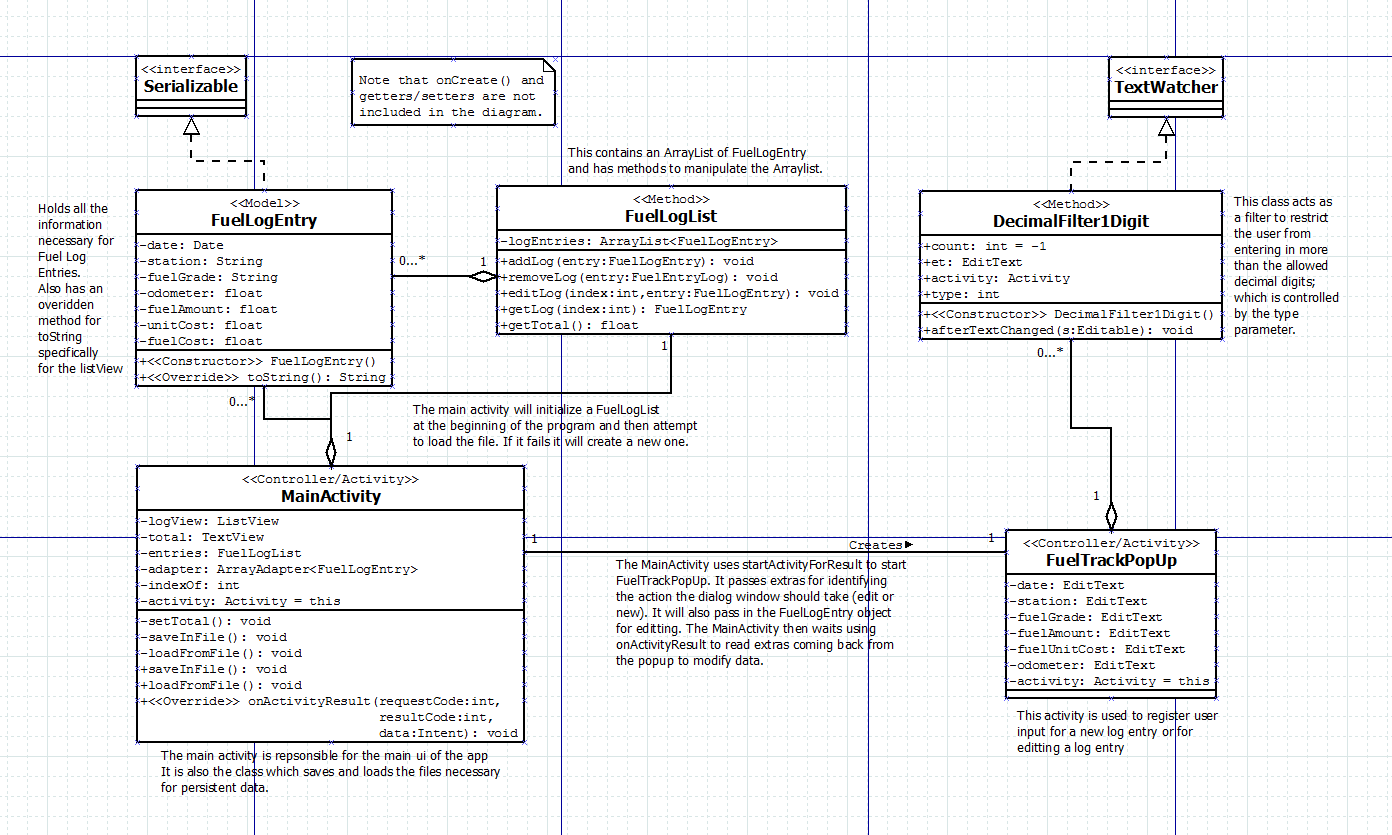 <<interface>>
Serializable
Note that onCreate() and
getters/setters are not
included in the diagram.
<<interface>>
TextWatcher
This contains an ArrayList of FuelLogEntry
and has methods to manipulate the Arraylist.
Holds all the
information
necessary for
Fuel Log
Entries.
Also has an
overidden
method for
toString
specfically
for the listView
<<Model>>
FuelLogEntry
-date: Date
-station: String
-fuelGrade: String
-odometer: float
-fuelAmount: float
-unitCost: float
-fuelCost: float
+<<Constructor>> FuelLogEntry()
+<<Override>> toString(): String
0...*
1
<<Method>>
FuelLogList
-logEntries: ArrayList<FuelLogEntry>
+addLog(entry:FuelLogEntry): void
+removeLog(entry:FuelEntryLog): void
+editLog(index:int,entry:FuelLogEntry): void
+getLog(index:int): FuelLogEntry
+getTotal(): float
<<Method>>
DecimalFilter1Digit
+count: int = -1
+et: EditText
+activity: Activity
+type: int
+<<Constructor>> DecimalFilter1Digit()
+afterTextChanged(s:Editable): void
This class acts as
a filter to restrict
the user from
entering in more
than the allowed
decimal digits;
which is controlled
by the type
parameter.
1
0...*
0...*
1
The main activity will initialize a FuelLogList
at the beginning of the program and then attempt
to load the file. If it fails it will create a new one.
<<Controller/Activity>>
MainActivity
-logView: ListView
-total: TextView
-entries: FuelLogList
-adapter: ArrayAdapter<FuelLogEntry>
-indexOf: int
-activity: Activity = this
-setTotal(): void
-saveInFile(): void
-loadFromFile(): void
+saveInFile(): void
+loadFromFile(): void
+<<Override>> onActivityResult(requestCode:int,
resultCode:int,
data:Intent): void
The main activity is repsonsible for the main ui of the app
It is also the class which saves and loads the files necessary
for persistent data.
1
Creates
1
1
The MainActivity uses startActivityForResult to start
FuelTrackPopUp. It passes extras for identifying
the action the dialog window should take (edit or
new). It will also pass in the FuelLogEntry object
for editting. The MainActivity then waits using
onActivityResult to read extras coming back from
the popup to modify data.
<<Controller/Activity>>
FuelTrackPopUp
-date: EditText
-station: EditText
-fuelGrade: EditText
-fuelAmount: EditText
-fuelUnitCost: EditText
-odometer: EditText
-activity: Activity = this
This activity is used to register user
input for a new log entry or for
editting a log entry